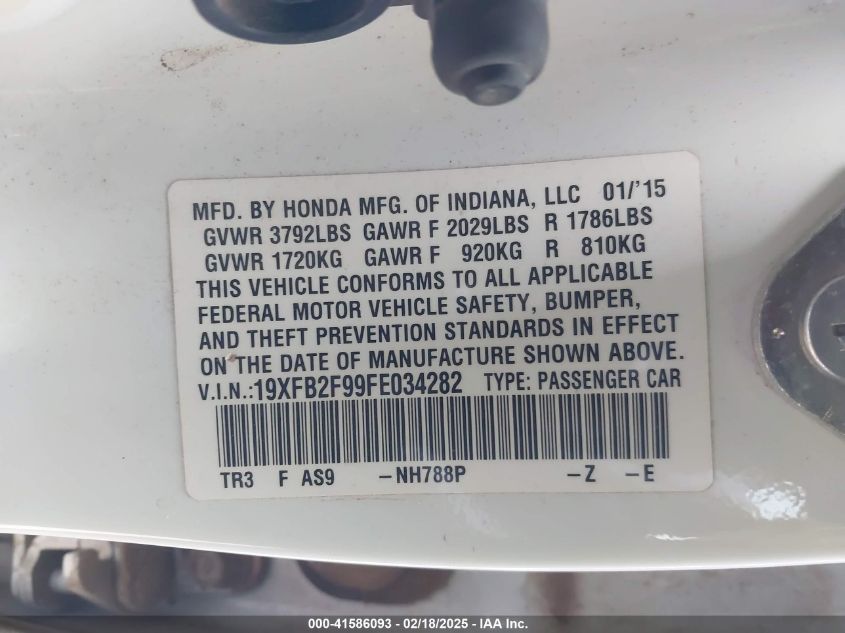 MFD. BY HONDA MFG. OF INDIANA, LLC 01/'15
GVWR 3792LBS GAWR F 2029LBS R 1786LBS
GVWR 1720KG GAWR F 920KG R 810KG
THIS VEHICLE CONFORMS TO ALL APPLICABLE
FEDERAL MOTOR VEHICLE SAFETY, BUMPER,
AND THEFT PREVENTION STANDARDS IN EFFECT
ON THE DATE OF MANUFACTURE SHOWN ABOVE.
V.I.N.:19XFB2F99FE034282 TYPE: PASSENGER CAR
TR3 F AS9 –NH788P –Z –E
000-41586093 – 02/18/2025 – IAA Inc.